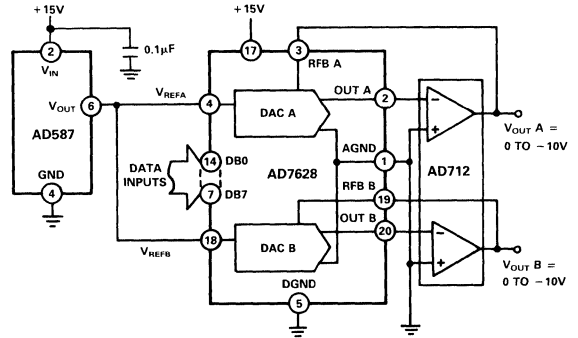 +15V
+15V
2
VIN
0.1μF
17
3
RFB A
VOUT
6
VREFA
4
DAC A
OUT A
2
−
+
VOUT A =
0 TO −10V
AD587
GND
4
DATA
INPUTS
14
DB0
7
DB7
AD7628
AGND
1
AD712
RFB B
19
OUT B
20
VREFB
18
DAC B
−
+
VOUT B =
0 TO −10V
DGND
5